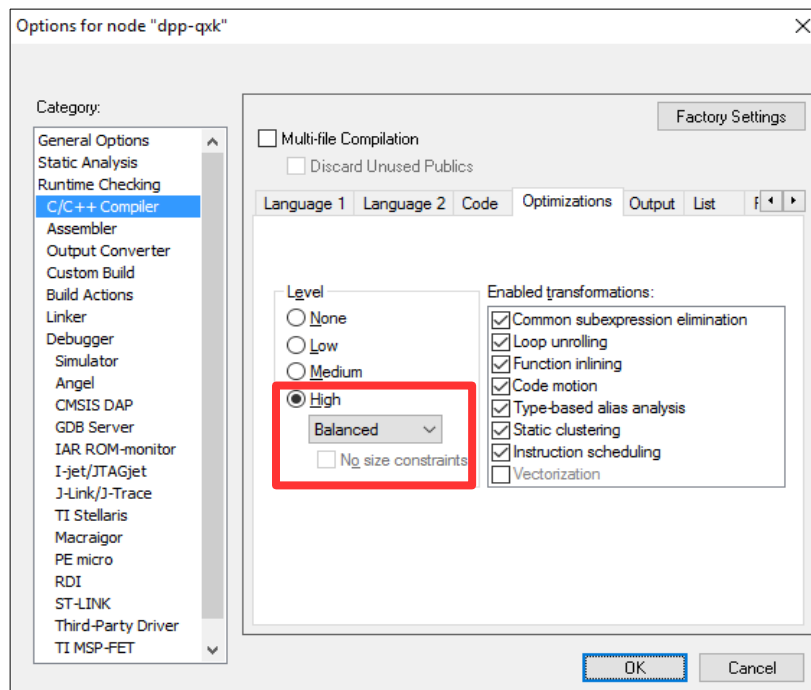 Options for node "dpp-qxk"
Category:
General Options
Static Analysis
Runtime Checking
C/C++ Compiler
Assembler
Output Converter
Custom Build
Build Actions
Linker
Debugger
Simulator
Angel
CMSIS DAP
GDB Server
IAR ROM-monitor
I-jet/JTAGjet
J-Link/J-Trace
TI Stellaris
Macraigor
PE micro
RDI
ST-LINK
Third-Party Driver
TI MSP-FET
Factory Settings
Multi-file Compilation
Discard Unused Publics
Language 1 Language 2 Code Optimizations Output List
Level
None
Low
Medium
High
Balanced
No size constraints
Enabled transformations:
Common subexpression elimination
Loop unrolling
Function inlining
Code motion
Type-based alias analysis
Static clustering
Instruction scheduling
Vectorization
OK Cancel